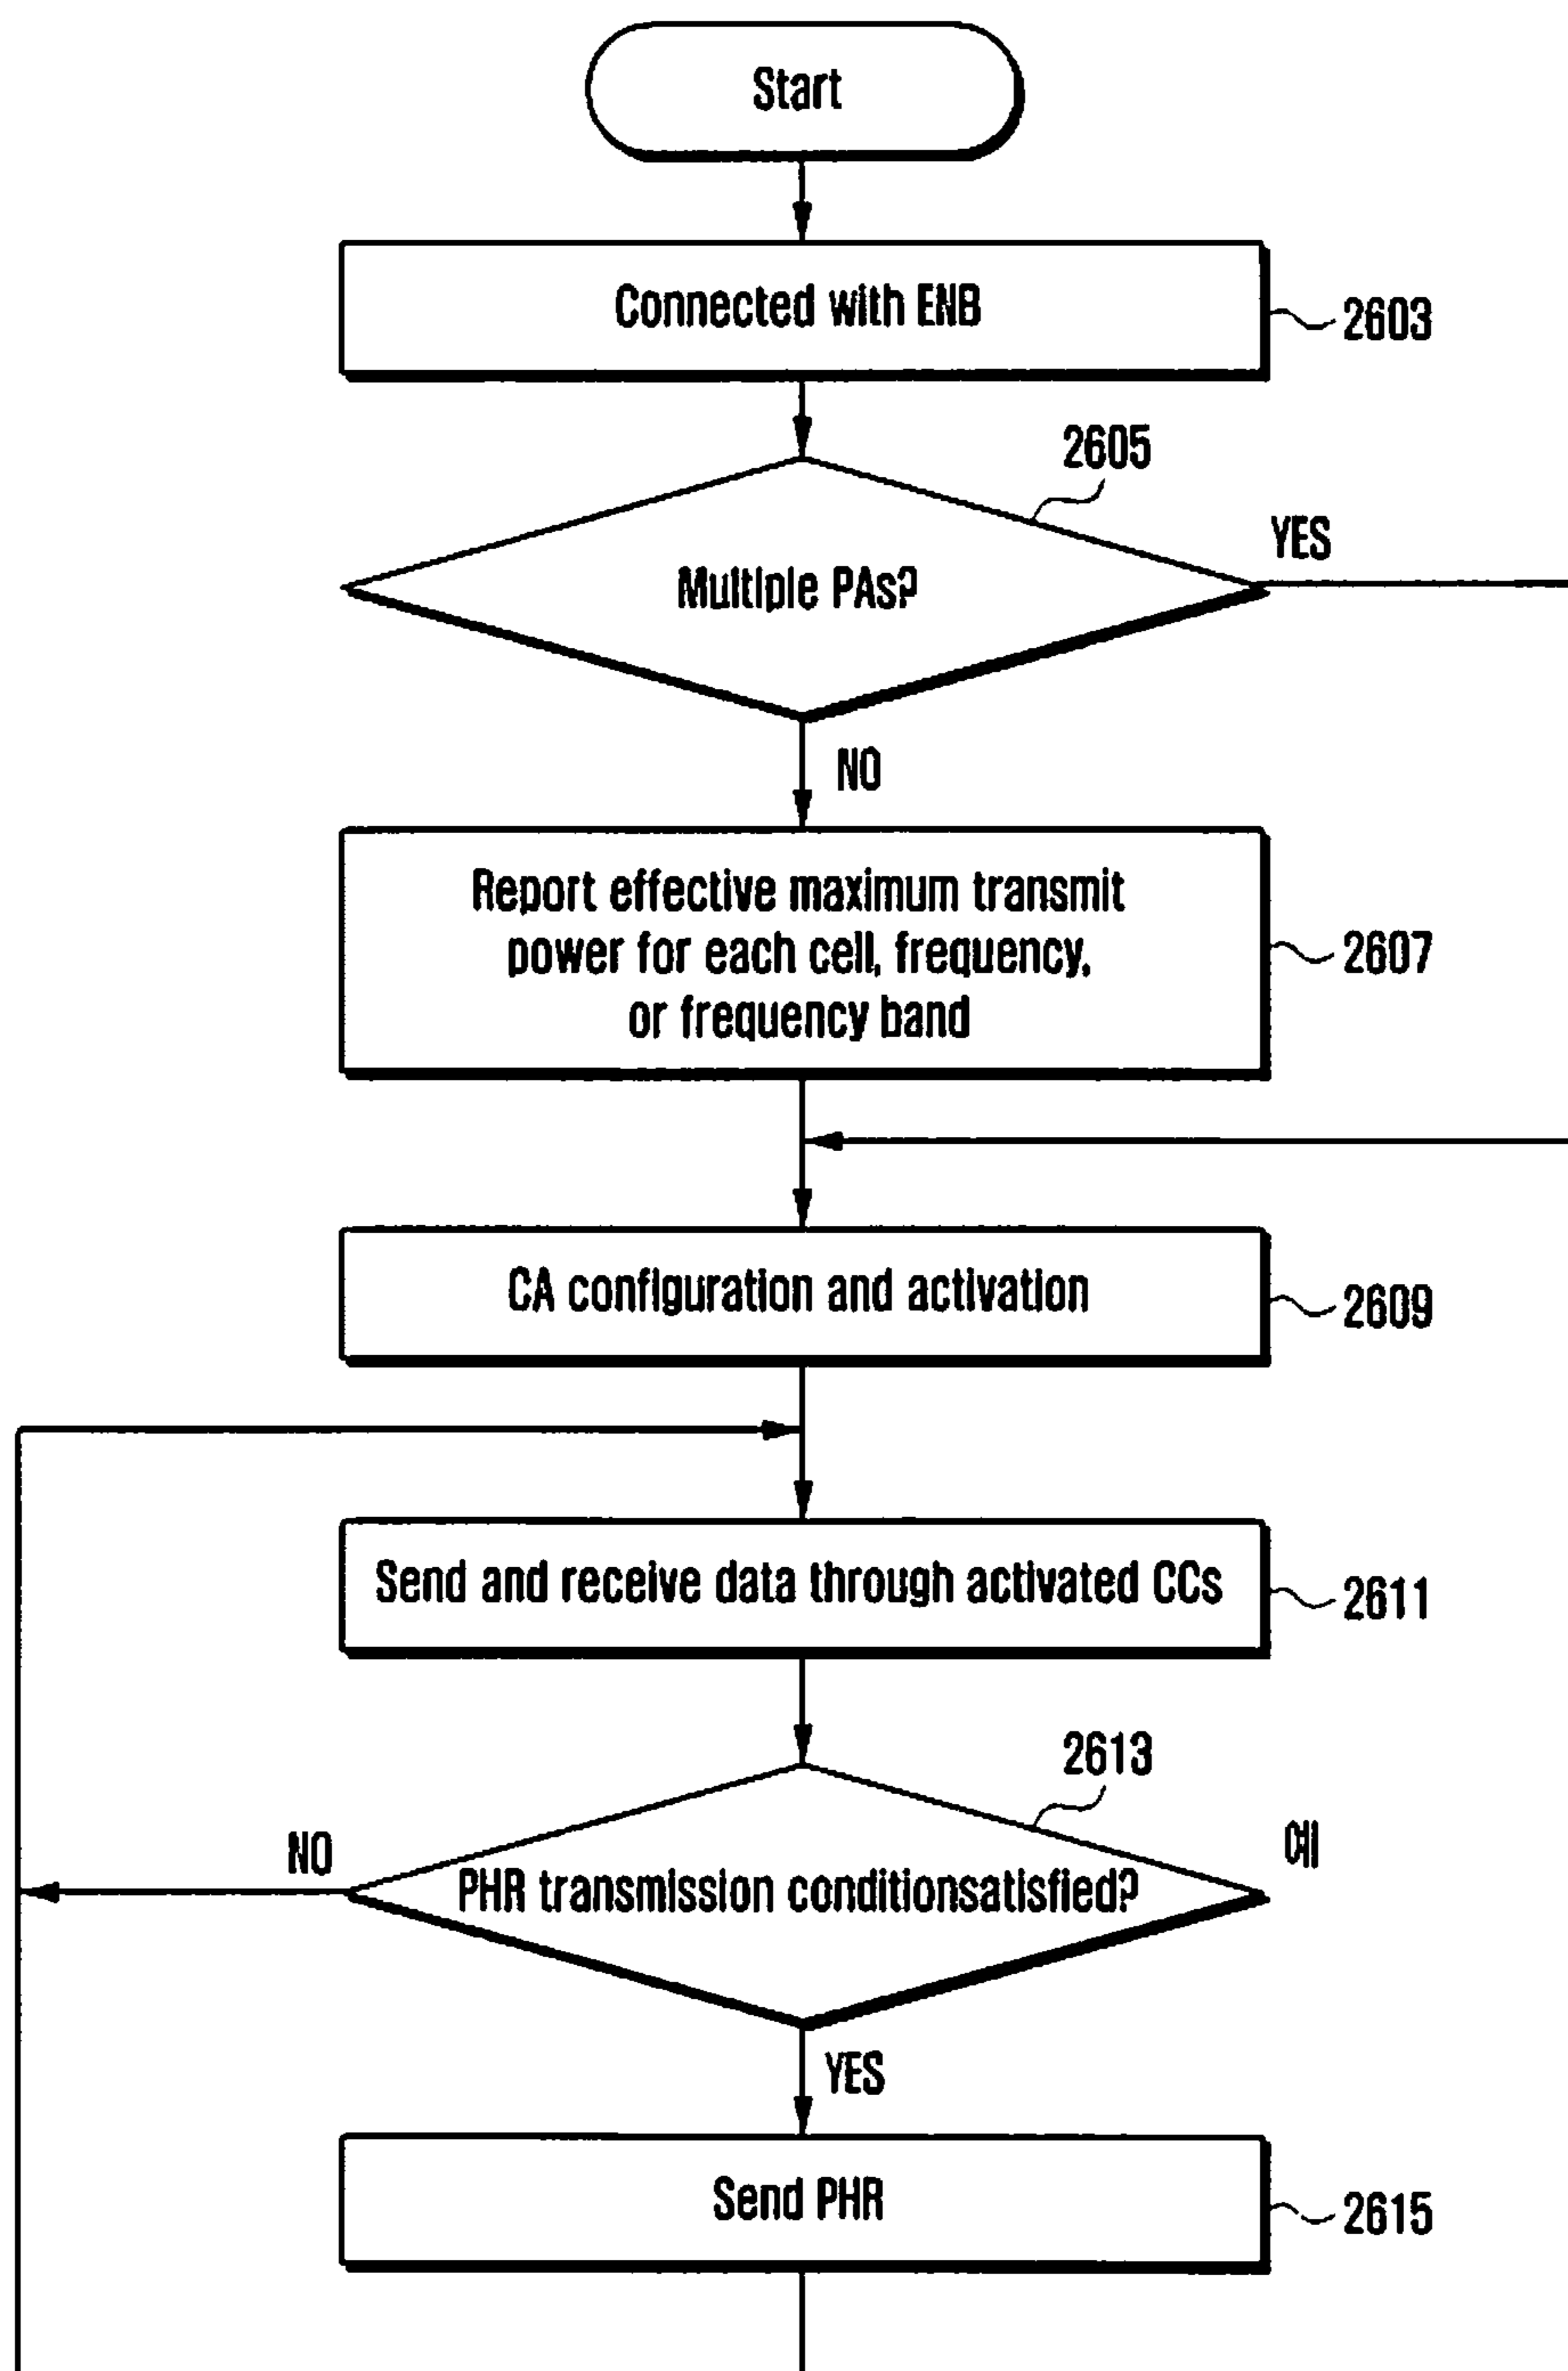 Start
Connected with ENB
2603
2605
YES
Multiple PAs?
NO
Report effective maximum transmit
power for each cell, frequency,
or frequency band
2607
CA configuration and activation
2609
Send and receive data through activated CCs
2611
2613
NO
PHR transmission conditionsatisfied?
YES
Send PHR
2615